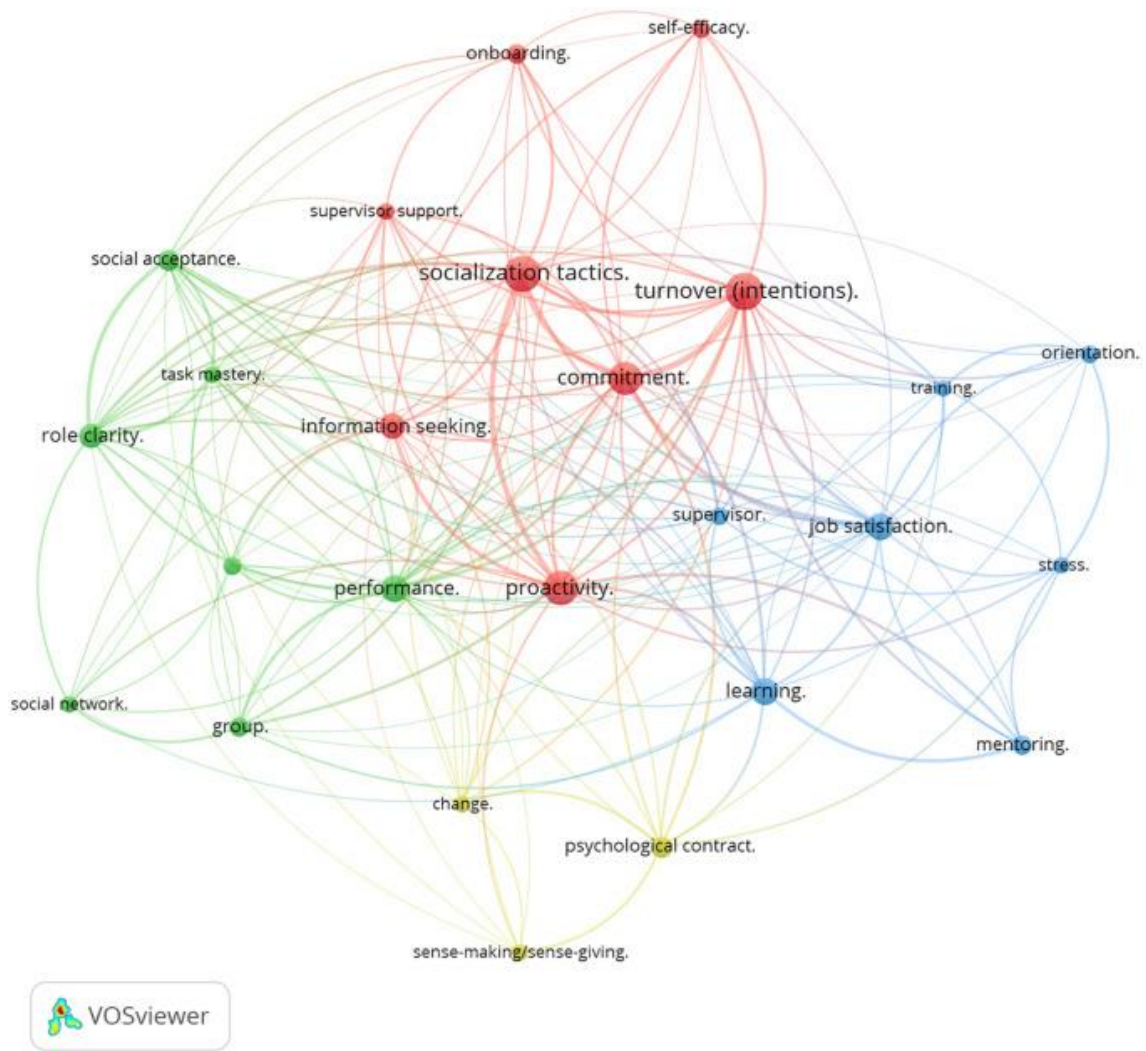 self-efficacy.
onboarding.
supervisor support.
social acceptance.
socialization tactics.
turnover (intentions).
orientation.
task mastery.
commitment.
training.
role clarity.
information seeking.
supervisor.
job satisfaction.
stress.
performance.
proactivity.
learning.
social network.
group.
mentoring.
change.
psychological contract.
sense-making/sense-giving.
VOSviewer